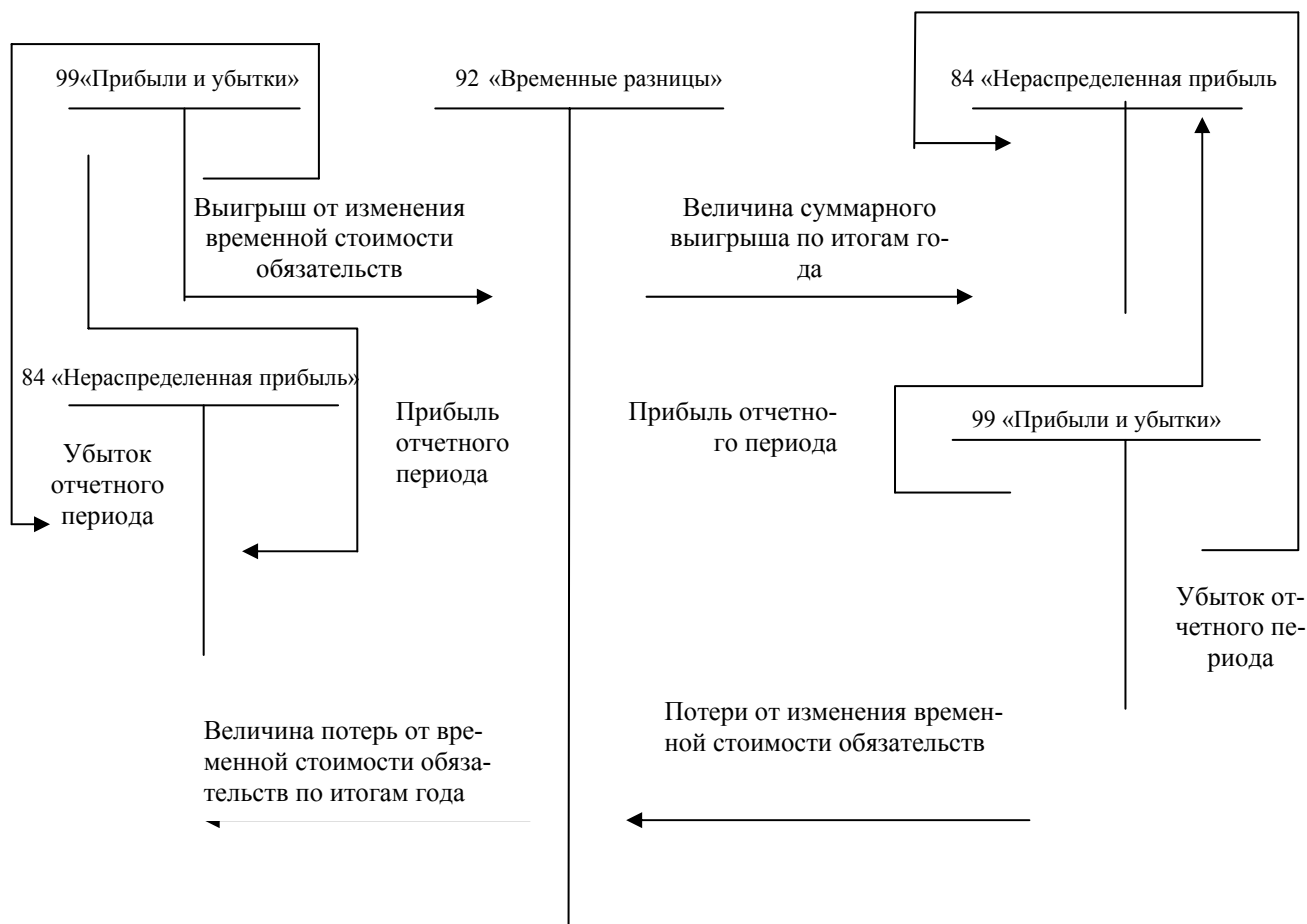 99«Прибыли и убытки»
92 «Временные разницы»
84 «Нераспределенная прибыль
Выигрыш от изменения
временной стоимости
обязательств
Величина суммарного
выигрыша по итогам го-
да
84 «Нераспределенная прибыль»
Прибыль
отчетного
периода
Прибыль отчетно-
го периода
99 «Прибыли и убытки»
Убыток
отчетного
периода
Убыток от-
четного пе-
риода
Величина потерь от вре-
менной стоимости обяза-
тельств по итогам года
Потери от изменения времен-
ной стоимости обязательств